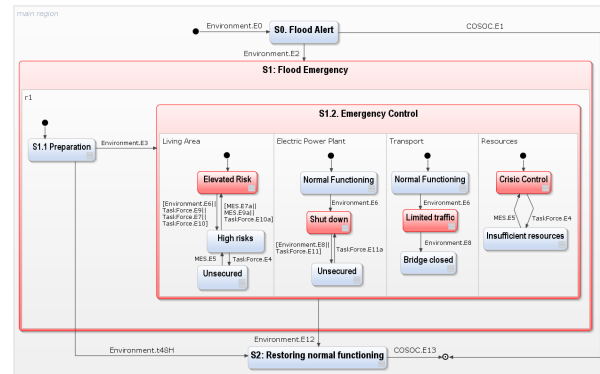 main region
Environment.E0
S0. Flood Alert
COSOC.E1
Environment.E2
S1: Flood Emergency
r1
S1.2. Emergency Control
S1.1 Preparation
Environment.E3
Living Area
Electric Power Plant
Transport
Resources
Elevated Risk
Normal Functioning
Normal Functioning
Crisic Control
[Environment.E6||
TaskForce.E9||
TaskForce.E7||
TaskForce.E10]
[MES.E7a||
MES.E9a||
TaskForce.E10a]
Environment.E6
Environment.E6
Shut down
Limited traffic
MES.E5
TaskForce.E4
High risks
Insufficient resources
[Environment.E8||
TaskForce.E11]
TaskForce.E11a
Environment.E8
MES.E5
TaskForce.E4
Unsecured
Unsecured
Bridge closed
Environment.E12
Environment.t48H
S2: Restoring normal functioning
COSOC.E13